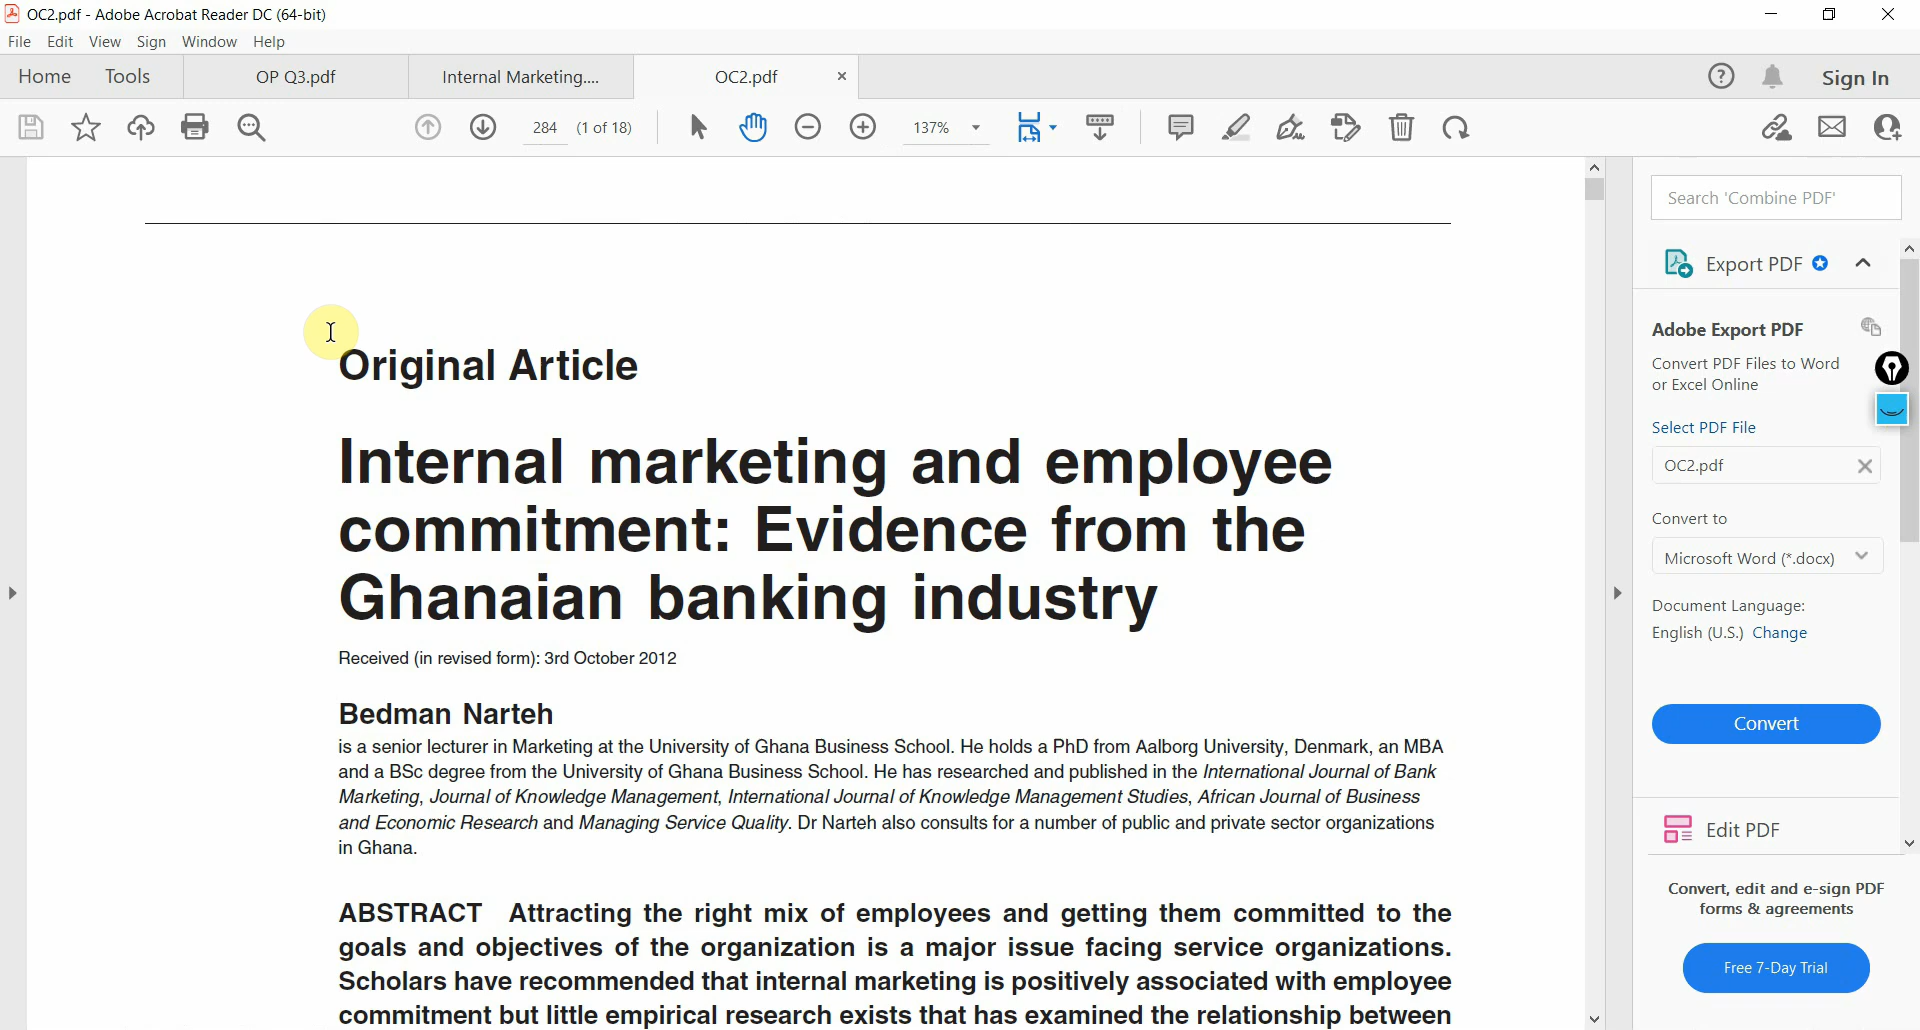 OC2.pdf - Adobe Acrobat Reader DC (64-bit)
File Edit View Sign Window Help
Home Tools OP Q3.pdf Internal Marketing.... OC2.pdf Sign In
284 (1 of 18) 137%
Search 'Combine PDF'
Export PDF
Adobe Export PDF
Convert PDF Files to Word
or Excel Online
Select PDF File
OC2.pdf
Convert to
Microsoft Word (*.docx)
Document Language:
English (U.S.) Change
Convert
Edit PDF
Convert, edit and e-sign PDF
forms & agreements
Free 7-Day Trial
Original Article
Internal marketing and employee
commitment: Evidence from the
Ghanaian banking industry
Received (in revised form): 3rd October 2012
Bedman Narteh
is a senior lecturer in Marketing at the University of Ghana Business School. He holds a PhD from Aalborg University, Denmark, an MBA
and a BSc degree from the University of Ghana Business School. He has researched and published in the International Journal of Bank
Marketing, Journal of Knowledge Management, International Journal of Knowledge Management Studies, African Journal of Business
and Economic Research and Managing Service Quality. Dr Narteh also consults for a number of public and private sector organizations
in Ghana.
ABSTRACT Attracting the right mix of employees and getting them committed to the
goals and objectives of the organization is a major issue facing service organizations.
Scholars have recommended that internal marketing is positively associated with employee
commitment but little empirical research exists that has examined the relationship between